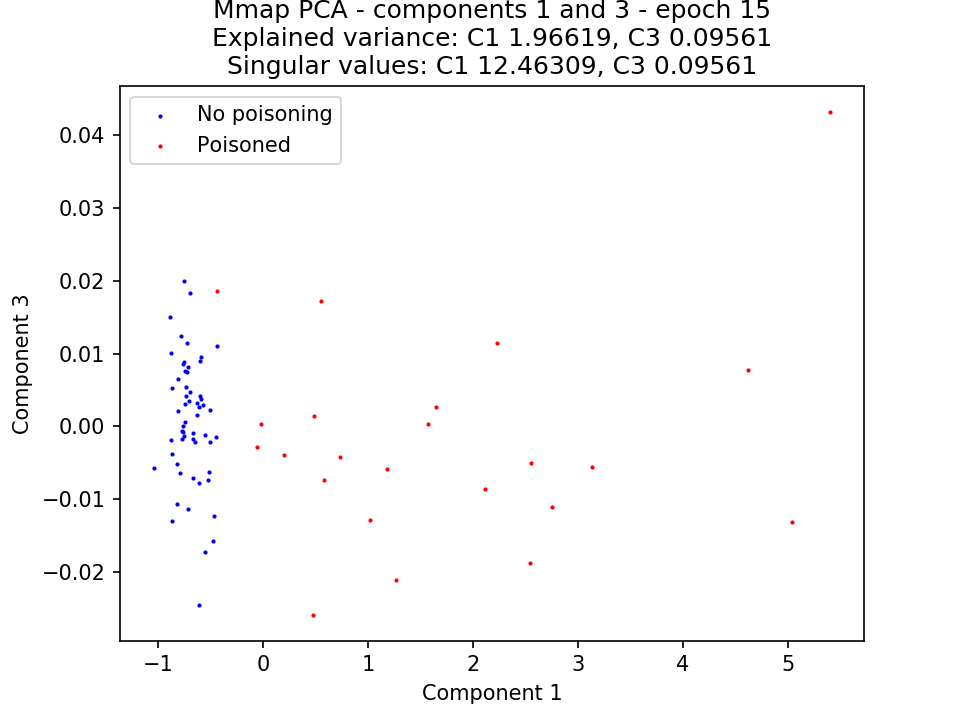 Mmap PCA - components 1 and 3 - epoch 15
Explained variance: C1 1.96619, C3 0.09561
Singular values: C1 12.46309, C3 0.09561
No poisoning
Poisoned
0.04
0.03
0.02
0.01
0.00
−0.01
−0.02
Component 3
−1
0
1
2
3
4
5
Component 1